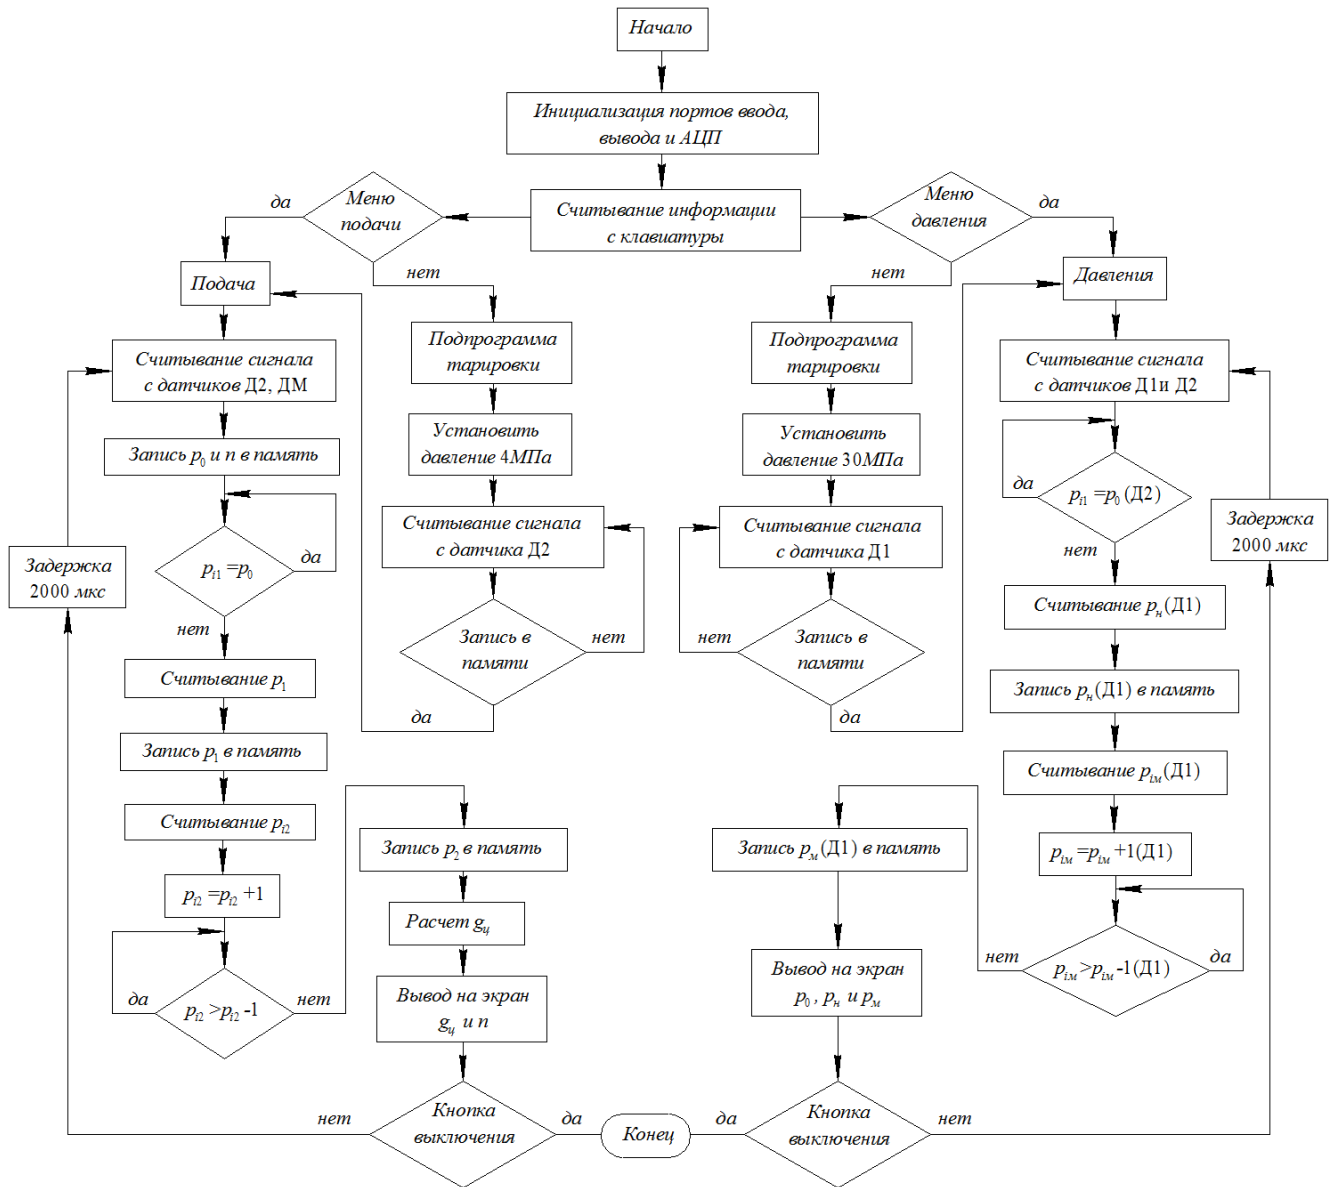 Начало
Инициализация портов ввода,
вывода и АЦП
Меню
подачи
да
нет
Считывание информации
с клавиатуры
Меню
давления
да
нет
Подача
Давления
Подпрограмма
тарировки
Подпрограмма
тарировки
Считывание сигнала
с датчиков Д2, ДМ
Считывание сигнала
с датчиков Д1и Д2
Запись p₀ и n в память
Установить
давление 4МПа
Установить
давление 30МПа
да
pᵢ₁ =p₀ (Д2)
нет
Задержка
2000 мкс
pᵢ₁ =p₀
да
нет
Считывание сигнала
с датчика Д2
Считывание сигнала
с датчика Д1
Задержка
2000 мкс
Запись в
памяти
нет
да
нет
Запись в
памяти
да
Считывание pн(Д1)
Считывание p₁
Запись pн(Д1) в память
Запись p₁ в память
Считывание pᵢм(Д1)
Считывание pᵢ₂
Запись p₂ в память
Запись pм(Д1) в память
pᵢм=pᵢм+1(Д1)
pᵢ₂ =pᵢ₂ +1
Расчет gц
нет
pᵢм>pᵢм-1(Д1)
да
да
pᵢ₂ >pᵢ₂ -1
нет
Вывод на экран
gц и n
Вывод на экран
p₀ , pн и pм
нет
Кнопка
выключения
да
Конец
да
Кнопка
выключения
нет